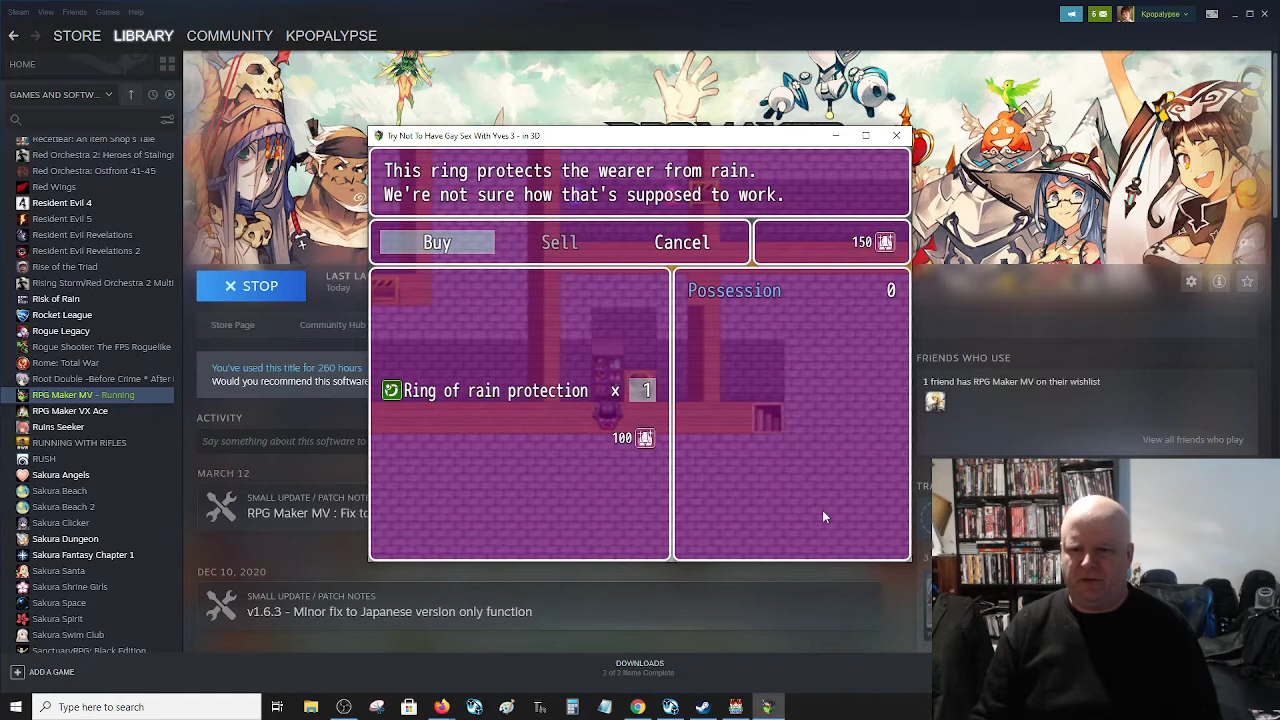 Steam View Friends Games Help
5
Kpopalypse
STORE LIBRARY COMMUNITY KPOPALYPSE
HOME
GAMES AND SOFTW...
Red Orchestra 2: Heroes of Stalingr
Red Orchestra: Ostfront 41-45
Red Wings
Resident Evil 4
Resident Evil 5
Resident Evil Revelations
Resident Evil Revelations 2
Rise of the Triad
Rising Storm/Red Orchestra 2 Multi
Risk of Rain
Rocket League
Rogue Legacy
Rogue Shooter: The FPS Roguelike
Rome: Total War
Root Double -Before Crime * After I
RPG Maker MV - Running
RPG Maker VX Ace
Ruins Seeker
RUNNING WITH RIFLES
RUSH
Sakura Angels
Sakura Beach
Sakura Beach 2
Sakura Clicker
Sakura Dungeon
Sakura Fantasy Chapter 1
Sakura Santa
Sakura Shrine Girls
Sakura Space
Sakura Spirit
Sakura Swim Club
SanctuaryRPG: Black Edition
ADD A GAME
STOP
LAST LA
Today
Store Page Community Hub
You've used this title for 260 hours
Would you recommend this software
ACTIVITY
Say something about this software to
MARCH 12
SMALL UPDATE / PATCH NOTE
RPG Maker MV : Fix to
DEC 10, 2020
SMALL UPDATE / PATCH NOTES
v1.6.3 - Minor fix to Japanese version only function
Try Not To Have Gay Sex With Yves 3 - in 3D
This ring protects the wearer from rain.
We're not sure how that's supposed to work.
Buy Sell Cancel 150
Possession 0
Ring of rain protection x 1
100
FRIENDS WHO USE
1 friend has RPG Maker MV on their wishlist
View all friends who play
TRA
DOWNLOADS
2 of 2 Items Complete
Type here to search